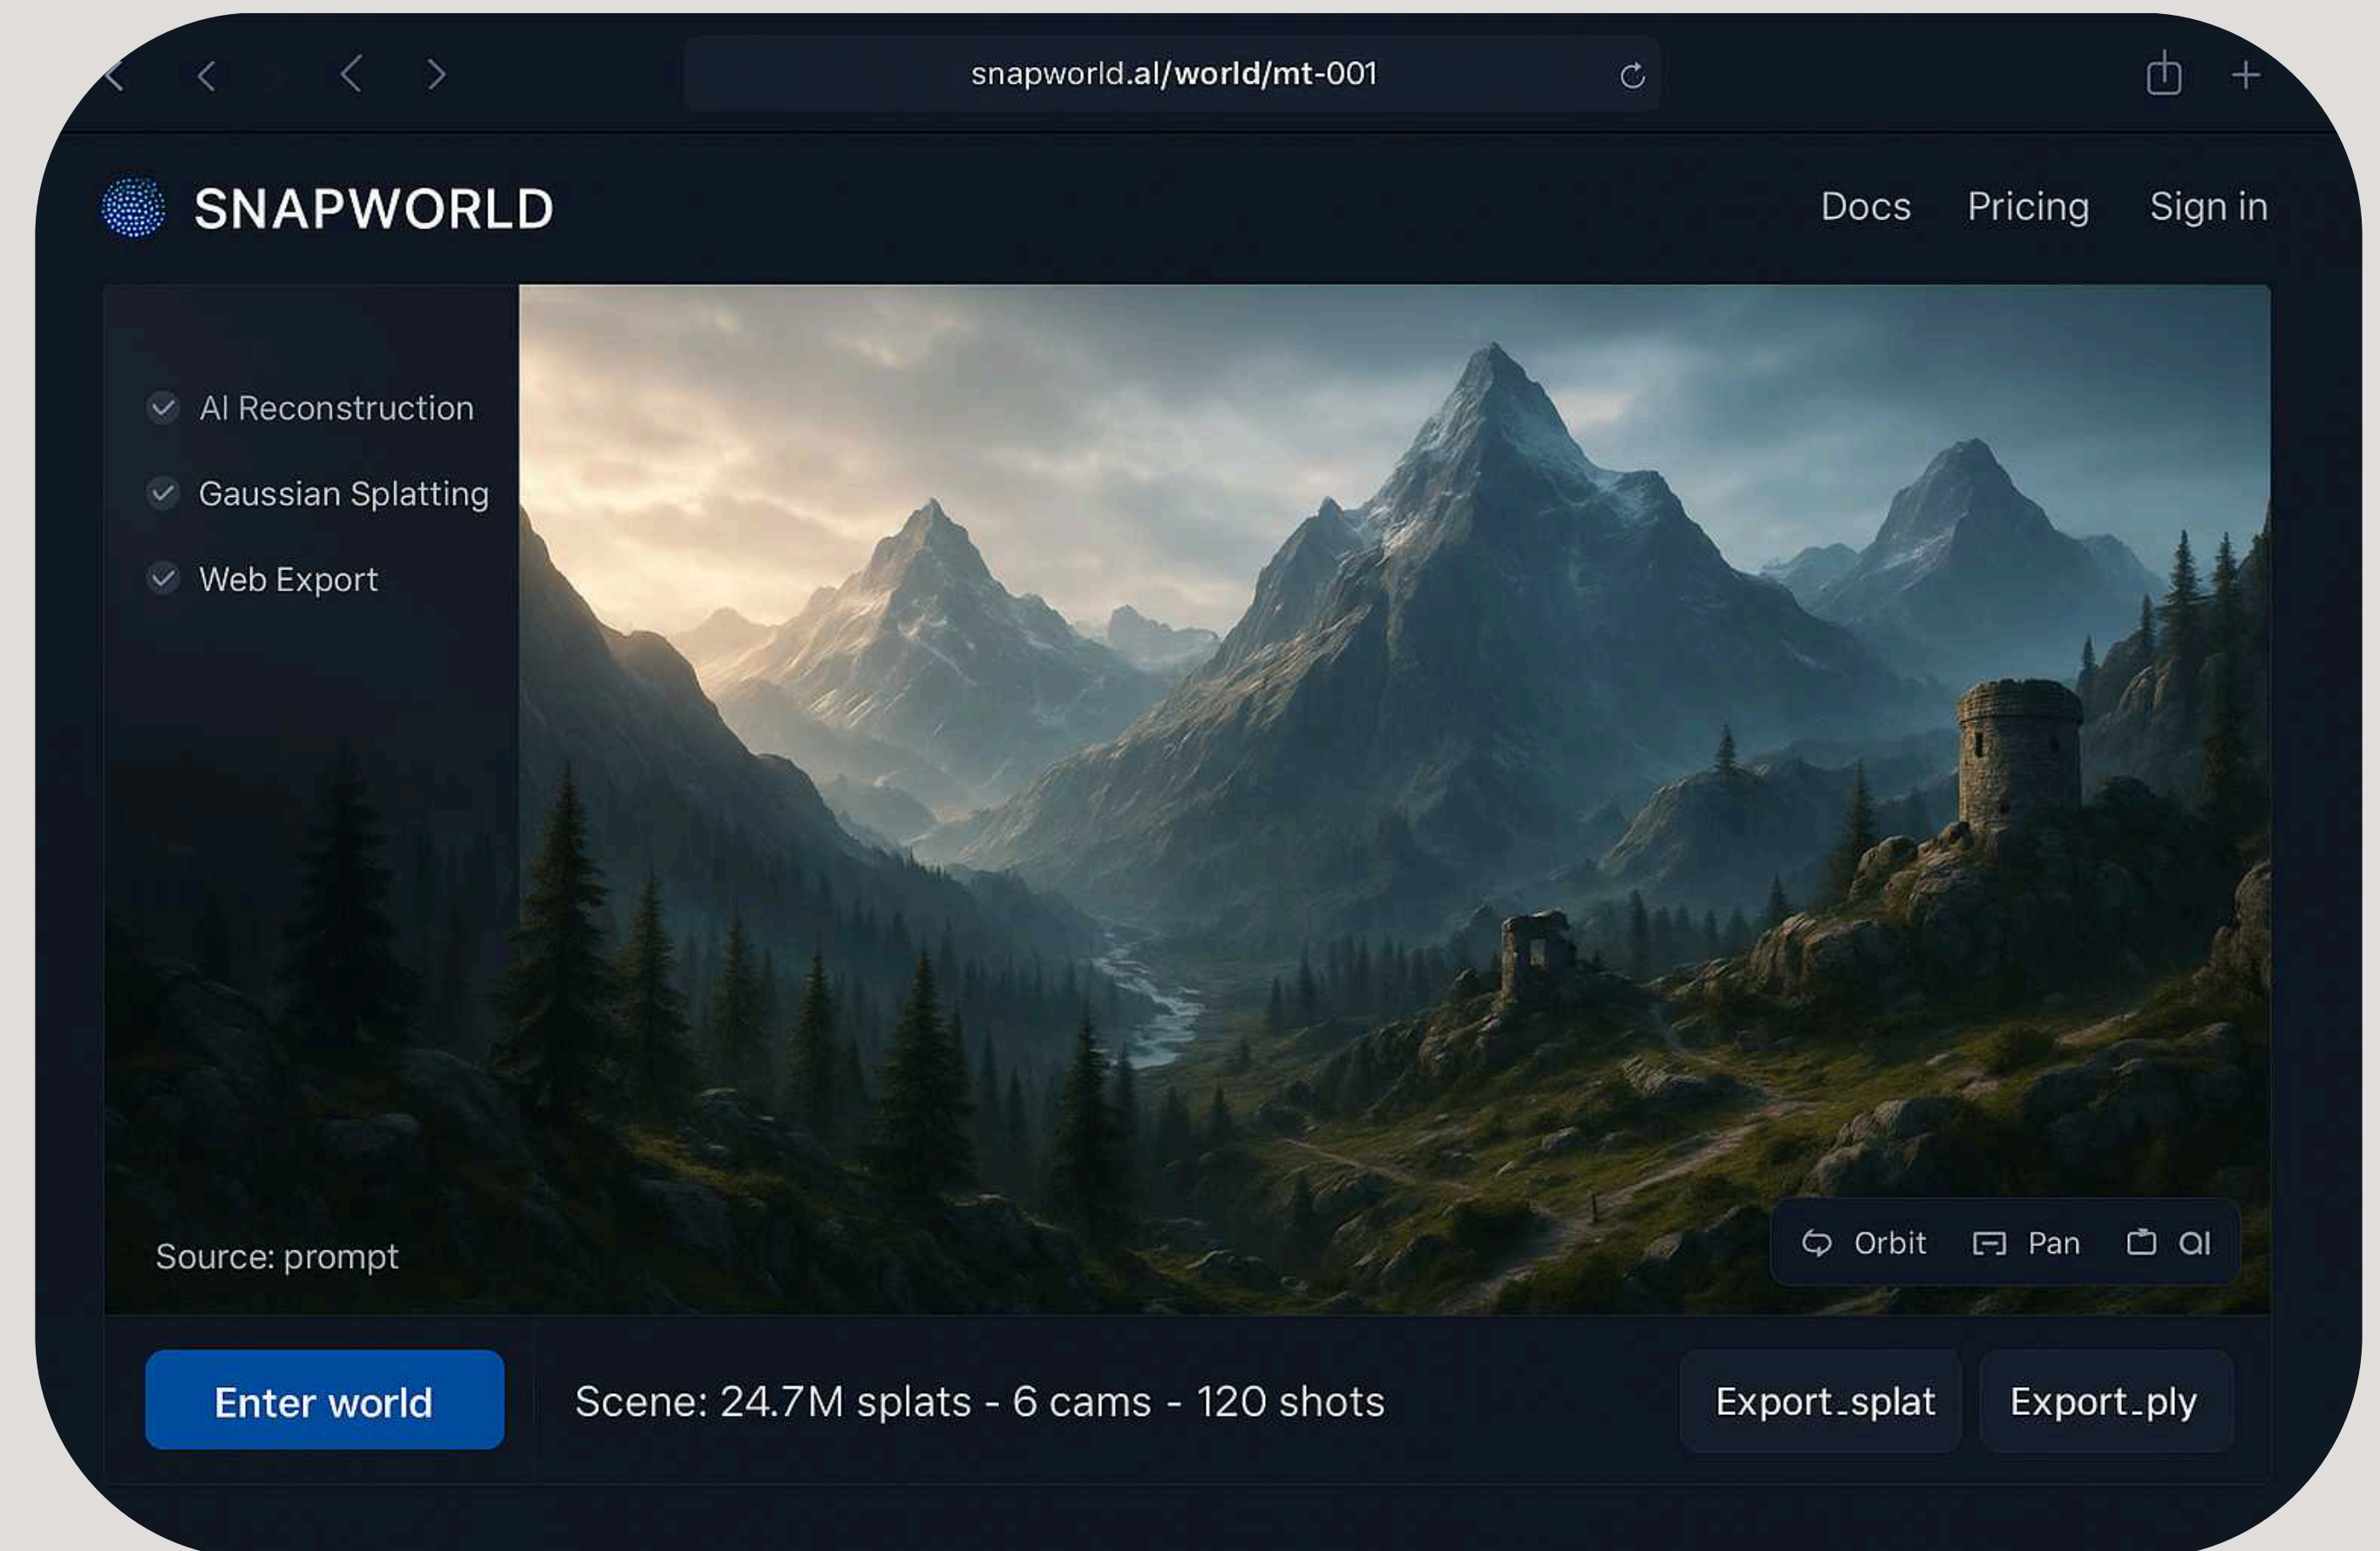 snapworld.al/world/mt-001
SNAPWORLD
Docs Pricing Sign in
AI Reconstruction
Gaussian Splatting
Web Export
Source: prompt
Orbit Pan al
Enter world
Scene: 24.7M splats - 6 cams - 120 shots
Export_splat Export_ply